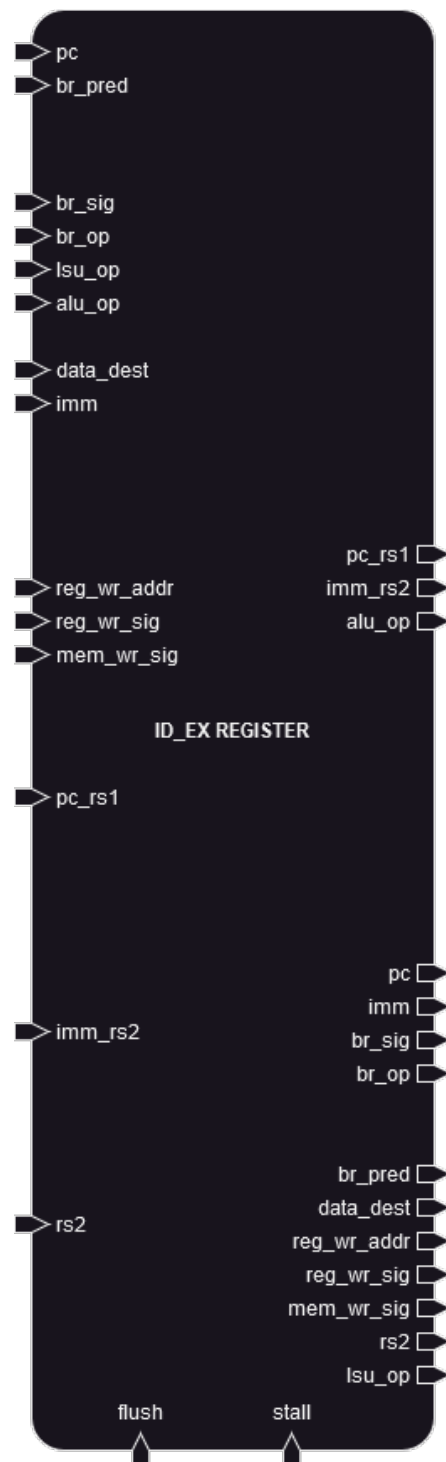 pc
br_pred
br_sig
br_op
lsu_op
alu_op
data_dest
imm
pc_rs1
reg_wr_addr
imm_rs2
reg_wr_sig
alu_op
mem_wr_sig
ID_EX REGISTER
pc_rs1
pc
imm
imm_rs2
br_sig
br_op
br_pred
data_dest
rs2
reg_wr_addr
reg_wr_sig
mem_wr_sig
rs2
lsu_op
flush stall